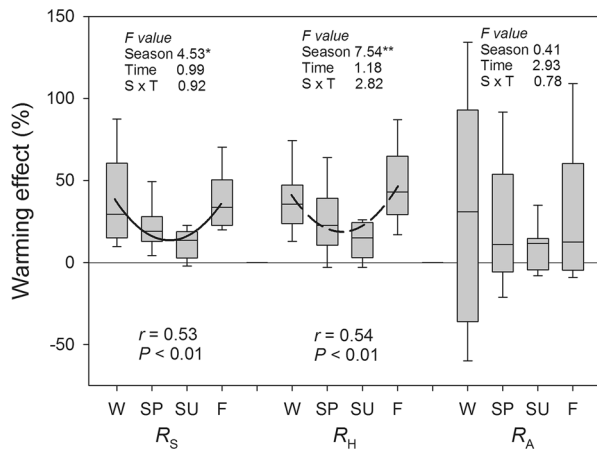 150
100
50
0
-50
Warming effect (%)
F value
Season 4.53*
Time 0.99
S x T 0.92
F value
Season 7.54**
Time 1.18
S x T 2.82
F value
Season 0.41
Time 2.93
S x T 0.78
r = 0.53
P < 0.01
r = 0.54
P < 0.01
W SP SU F W SP SU F W SP SU F
RS RH RA